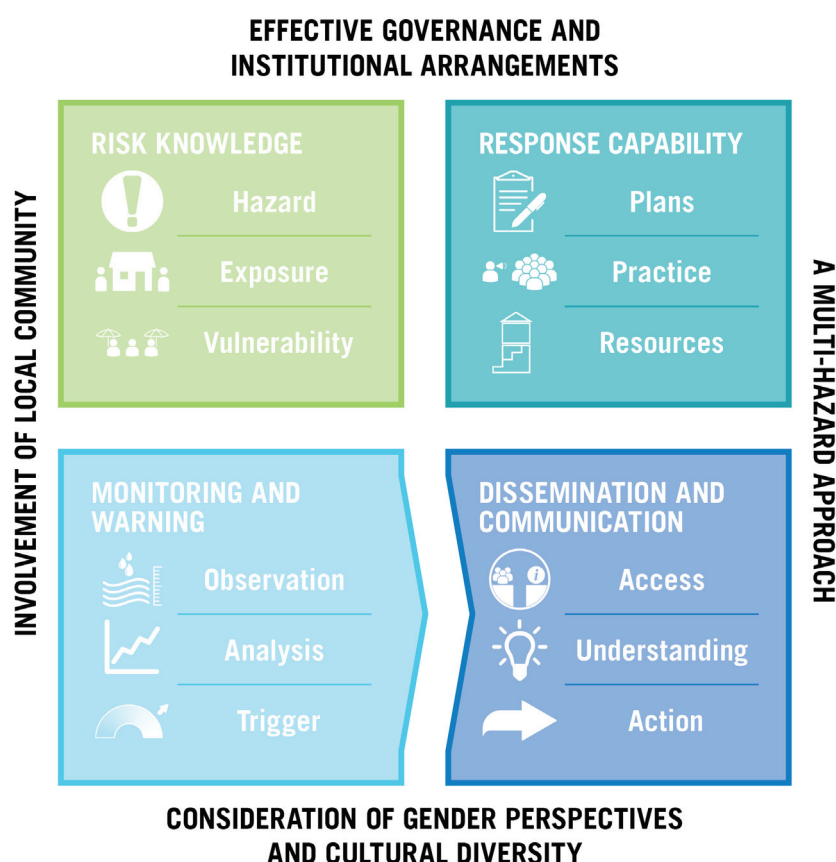 EFFECTIVE GOVERNANCE AND
INSTITUTIONAL ARRANGEMENTS
INVOLVEMENT OF LOCAL COMMUNITY
RISK KNOWLEDGE
Hazard
Exposure
Vulnerability
RESPONSE CAPABILITY
Plans
Practice
Resources
MONITORING AND
WARNING
Observation
Analysis
Trigger
DISSEMINATION AND
COMMUNICATION
Access
Understanding
Action
A MULTI-HAZARD APPROACH
CONSIDERATION OF GENDER PERSPECTIVES
AND CULTURAL DIVERSITY